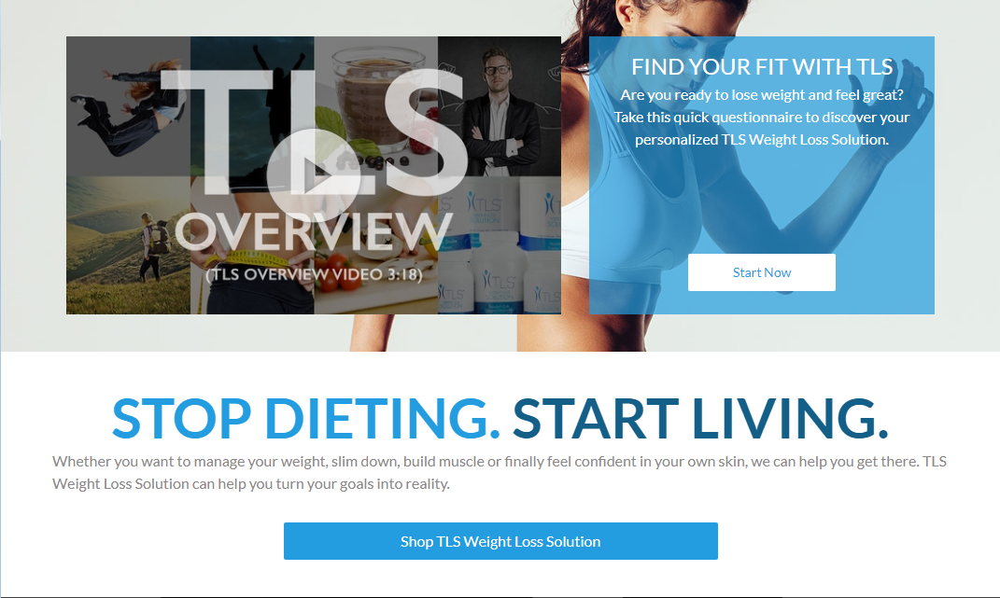 TLS
OVERVIEW
(TLS OVERVIEW VIDEO 3:18)
TLS
TLS
FIND YOUR FIT WITH TLS
Are you ready to lose weight and feel great?
Take this quick questionnaire to discover your
personalized TLS Weight Loss Solution.
Start Now
STOP DIETING. START LIVING.
Whether you want to manage your weight, slim down, build muscle or finally feel confident in your own skin, we can help you get there. TLS
Weight Loss Solution can help you turn your goals into reality.
Shop TLS Weight Loss Solution